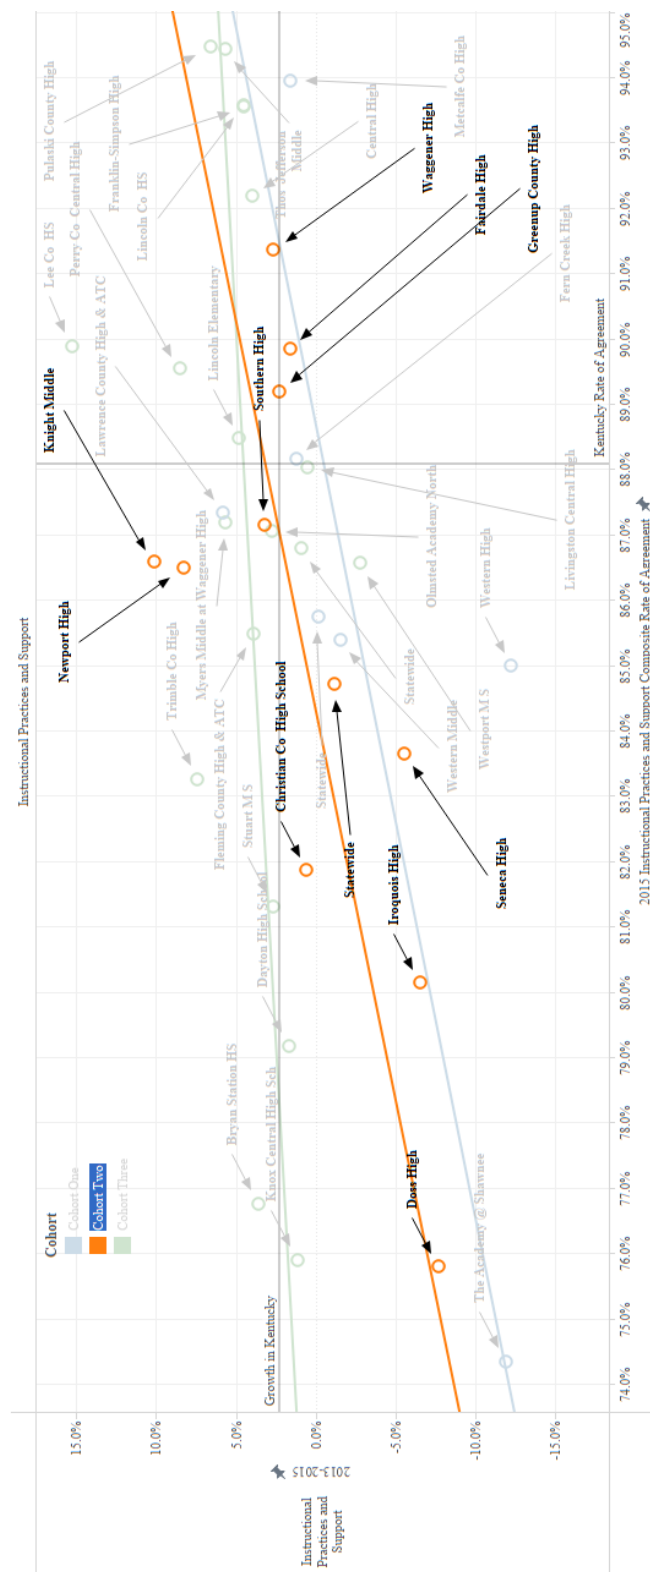 Instructional Practices and Support
Cohort
Cohort One
Cohort Two
Cohort Three
Pulaski County High
Franklin-Simpson High
Lee Co HS
Perry Co Central High
Lincoln Co HS
Lawrence County High & ATC
Lincoln Elementary
Thos Jefferson
Middle
Central High
Metcalfe Co High
Waggener High
Fairdale High
Greenup County High
Fern Creek High
Knight Middle
Southern High
Newport High
Myers Middle at Waggener High
Trimble Co High
Olmsted Academy North
Livingston Central High
Western High
Statewide
Western Middle
Westport M S
Fleming County High & ATC
Christian Co High School
Statewide
Stuart M S
Statewide
Seneca High
Iroquois High
Dayton High School
Bryan Station HS
Knox Central High Sch
Doss High
The Academy @ Shawnee
Growth in Kentucky
Kentucky Rate of Agreement
15.0%
10.0%
5.0%
0.0%
-5.0%
-10.0%
-15.0%
2013-2015
Instructional
Practices and
Support
74.0%
75.0%
76.0%
77.0%
78.0%
79.0%
80.0%
81.0%
82.0%
83.0%
84.0%
85.0%
86.0%
87.0%
88.0%
89.0%
90.0%
91.0%
92.0%
93.0%
94.0%
95.0%
2015 Instructional Practices and Support Composite Rate of Agreement